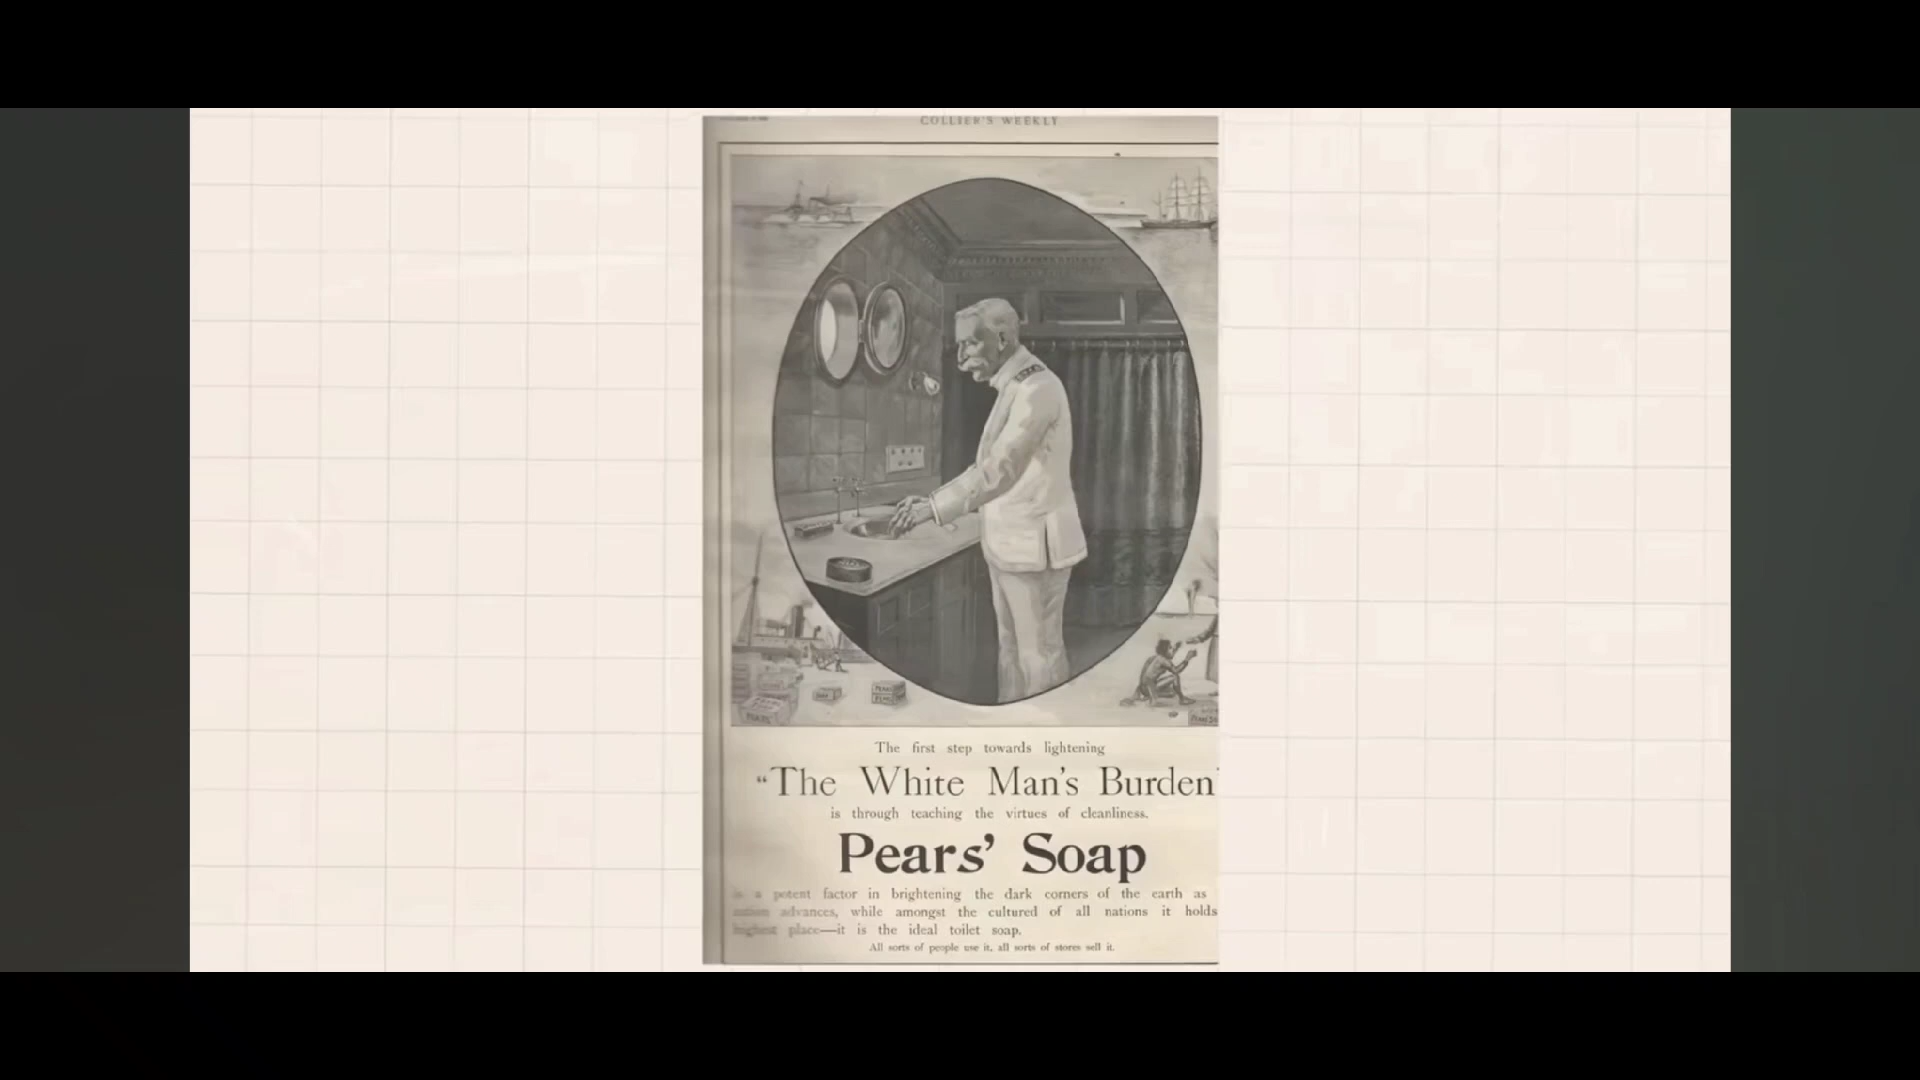 COLLIER'S WEEKLY
The first step towards lightening
“The White Man's Burden
is through teaching the virtues of cleanliness.
Pears’ Soap
is a potent factor in brightening the dark corners of the earth as
advances, while amongst the cultured of all nations it holds
highest place—it is the ideal toilet soap.
All sorts of people use it, all sorts of stores sell it.